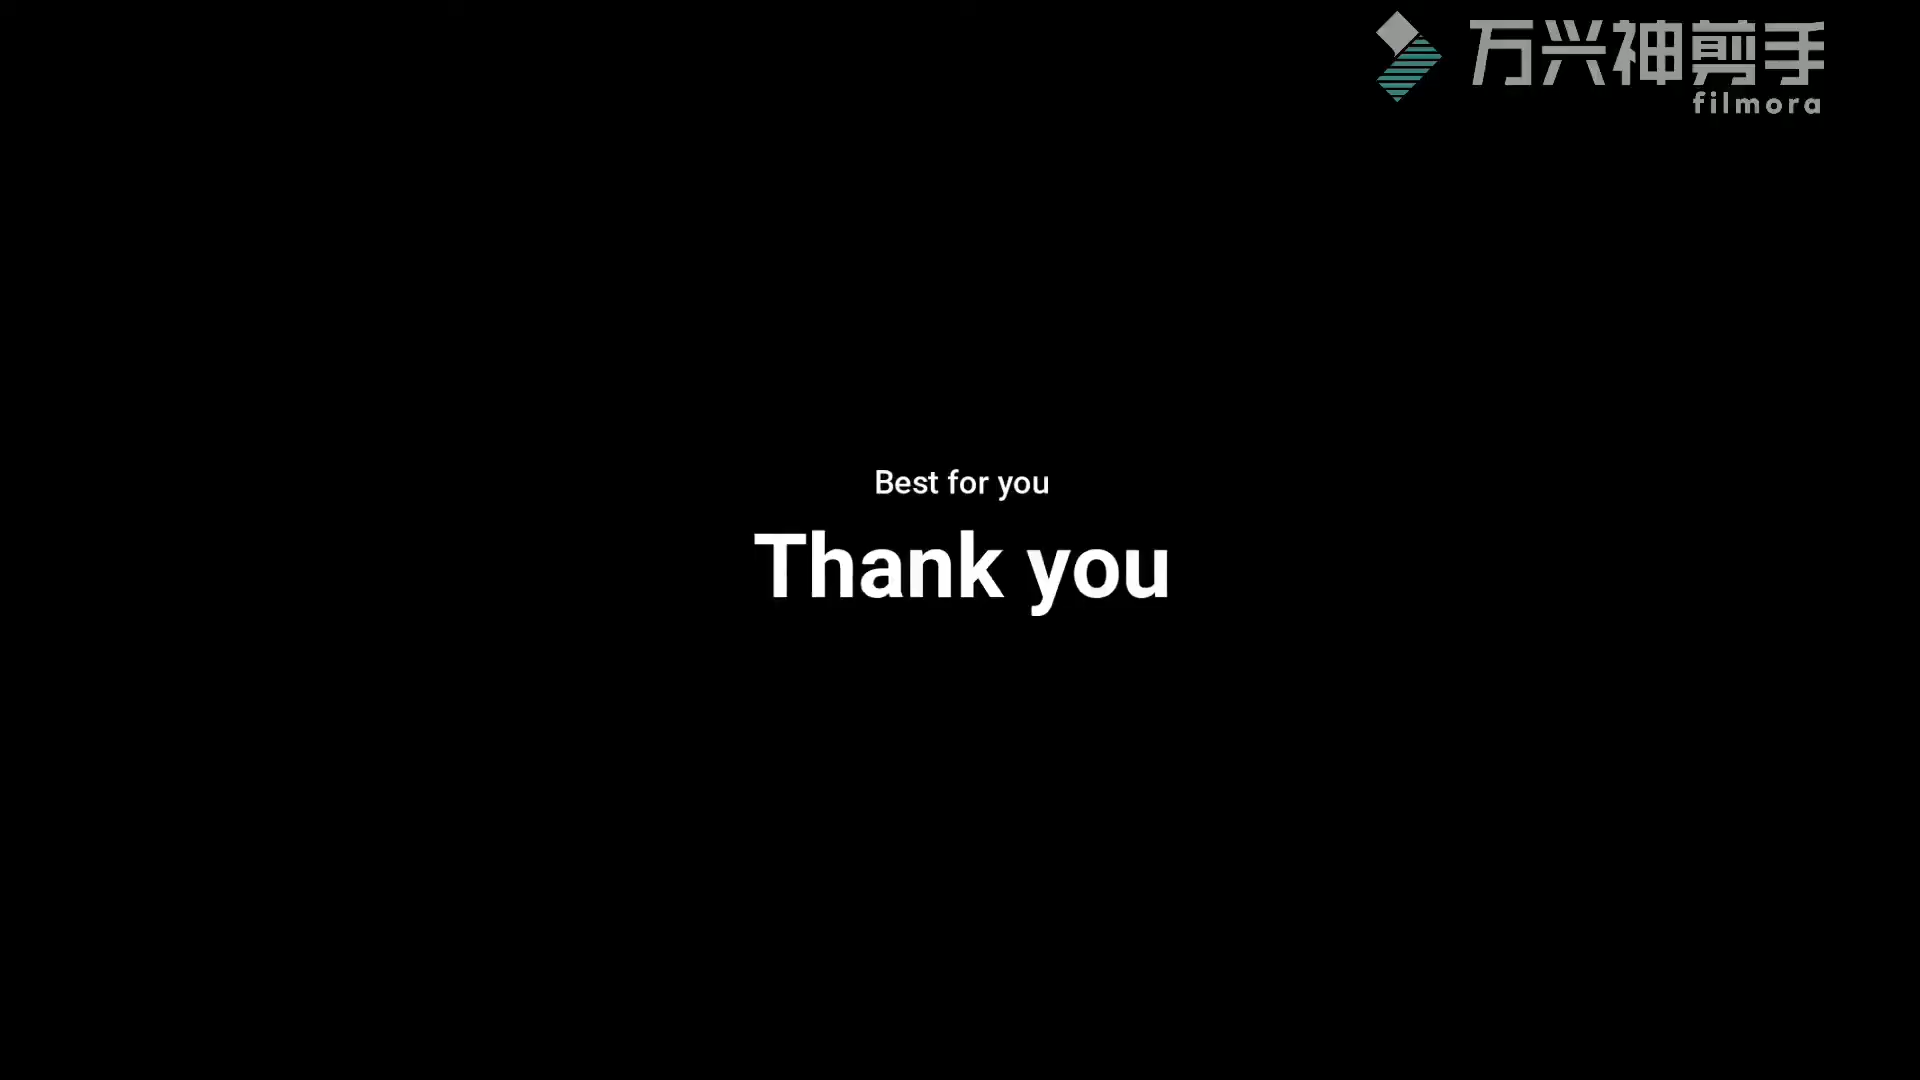 万兴神剪手
filmora
Best for you
Thank you